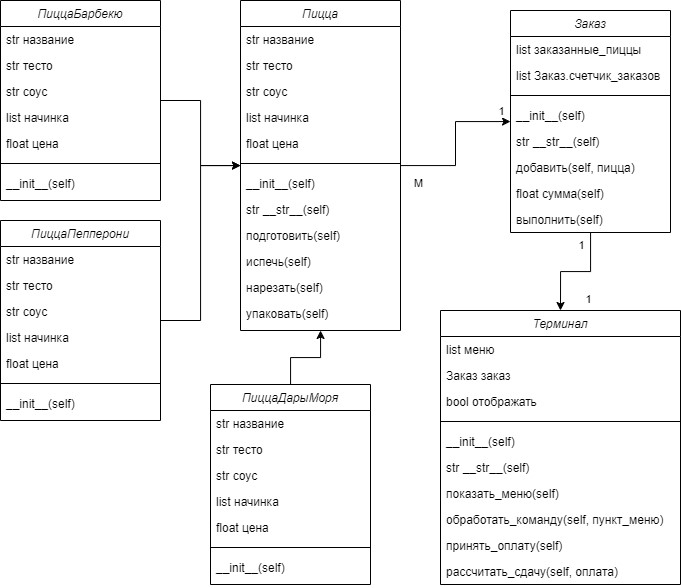 ПиццаБарбекю
str название
str тесто
str соус
list начинка
float цена
__init__(self)
ПиццаПепперони
str название
str тесто
str соус
list начинка
float цена
__init__(self)
Пицца
str название
str тесто
str соус
list начинка
float цена
__init__(self)
str __str__(self)
подготовить(self)
испечь(self)
нарезать(self)
упаковать(self)
ПиццаДарыМоря
str название
str тесто
str соус
list начинка
float цена
__init__(self)
М
1
Заказ
list заказанные_пиццы
list Заказ.счетчик_заказов
__init__(self)
str __str__(self)
добавить(self, пицца)
float сумма(self)
выполнить(self)
1
1
Терминал
list меню
Заказ заказ
bool отображать
__init__(self)
str __str__(self)
показать_меню(self)
обработать_команду(self, пункт_меню)
принять_оплату(self)
рассчитать_сдачу(self, оплата)